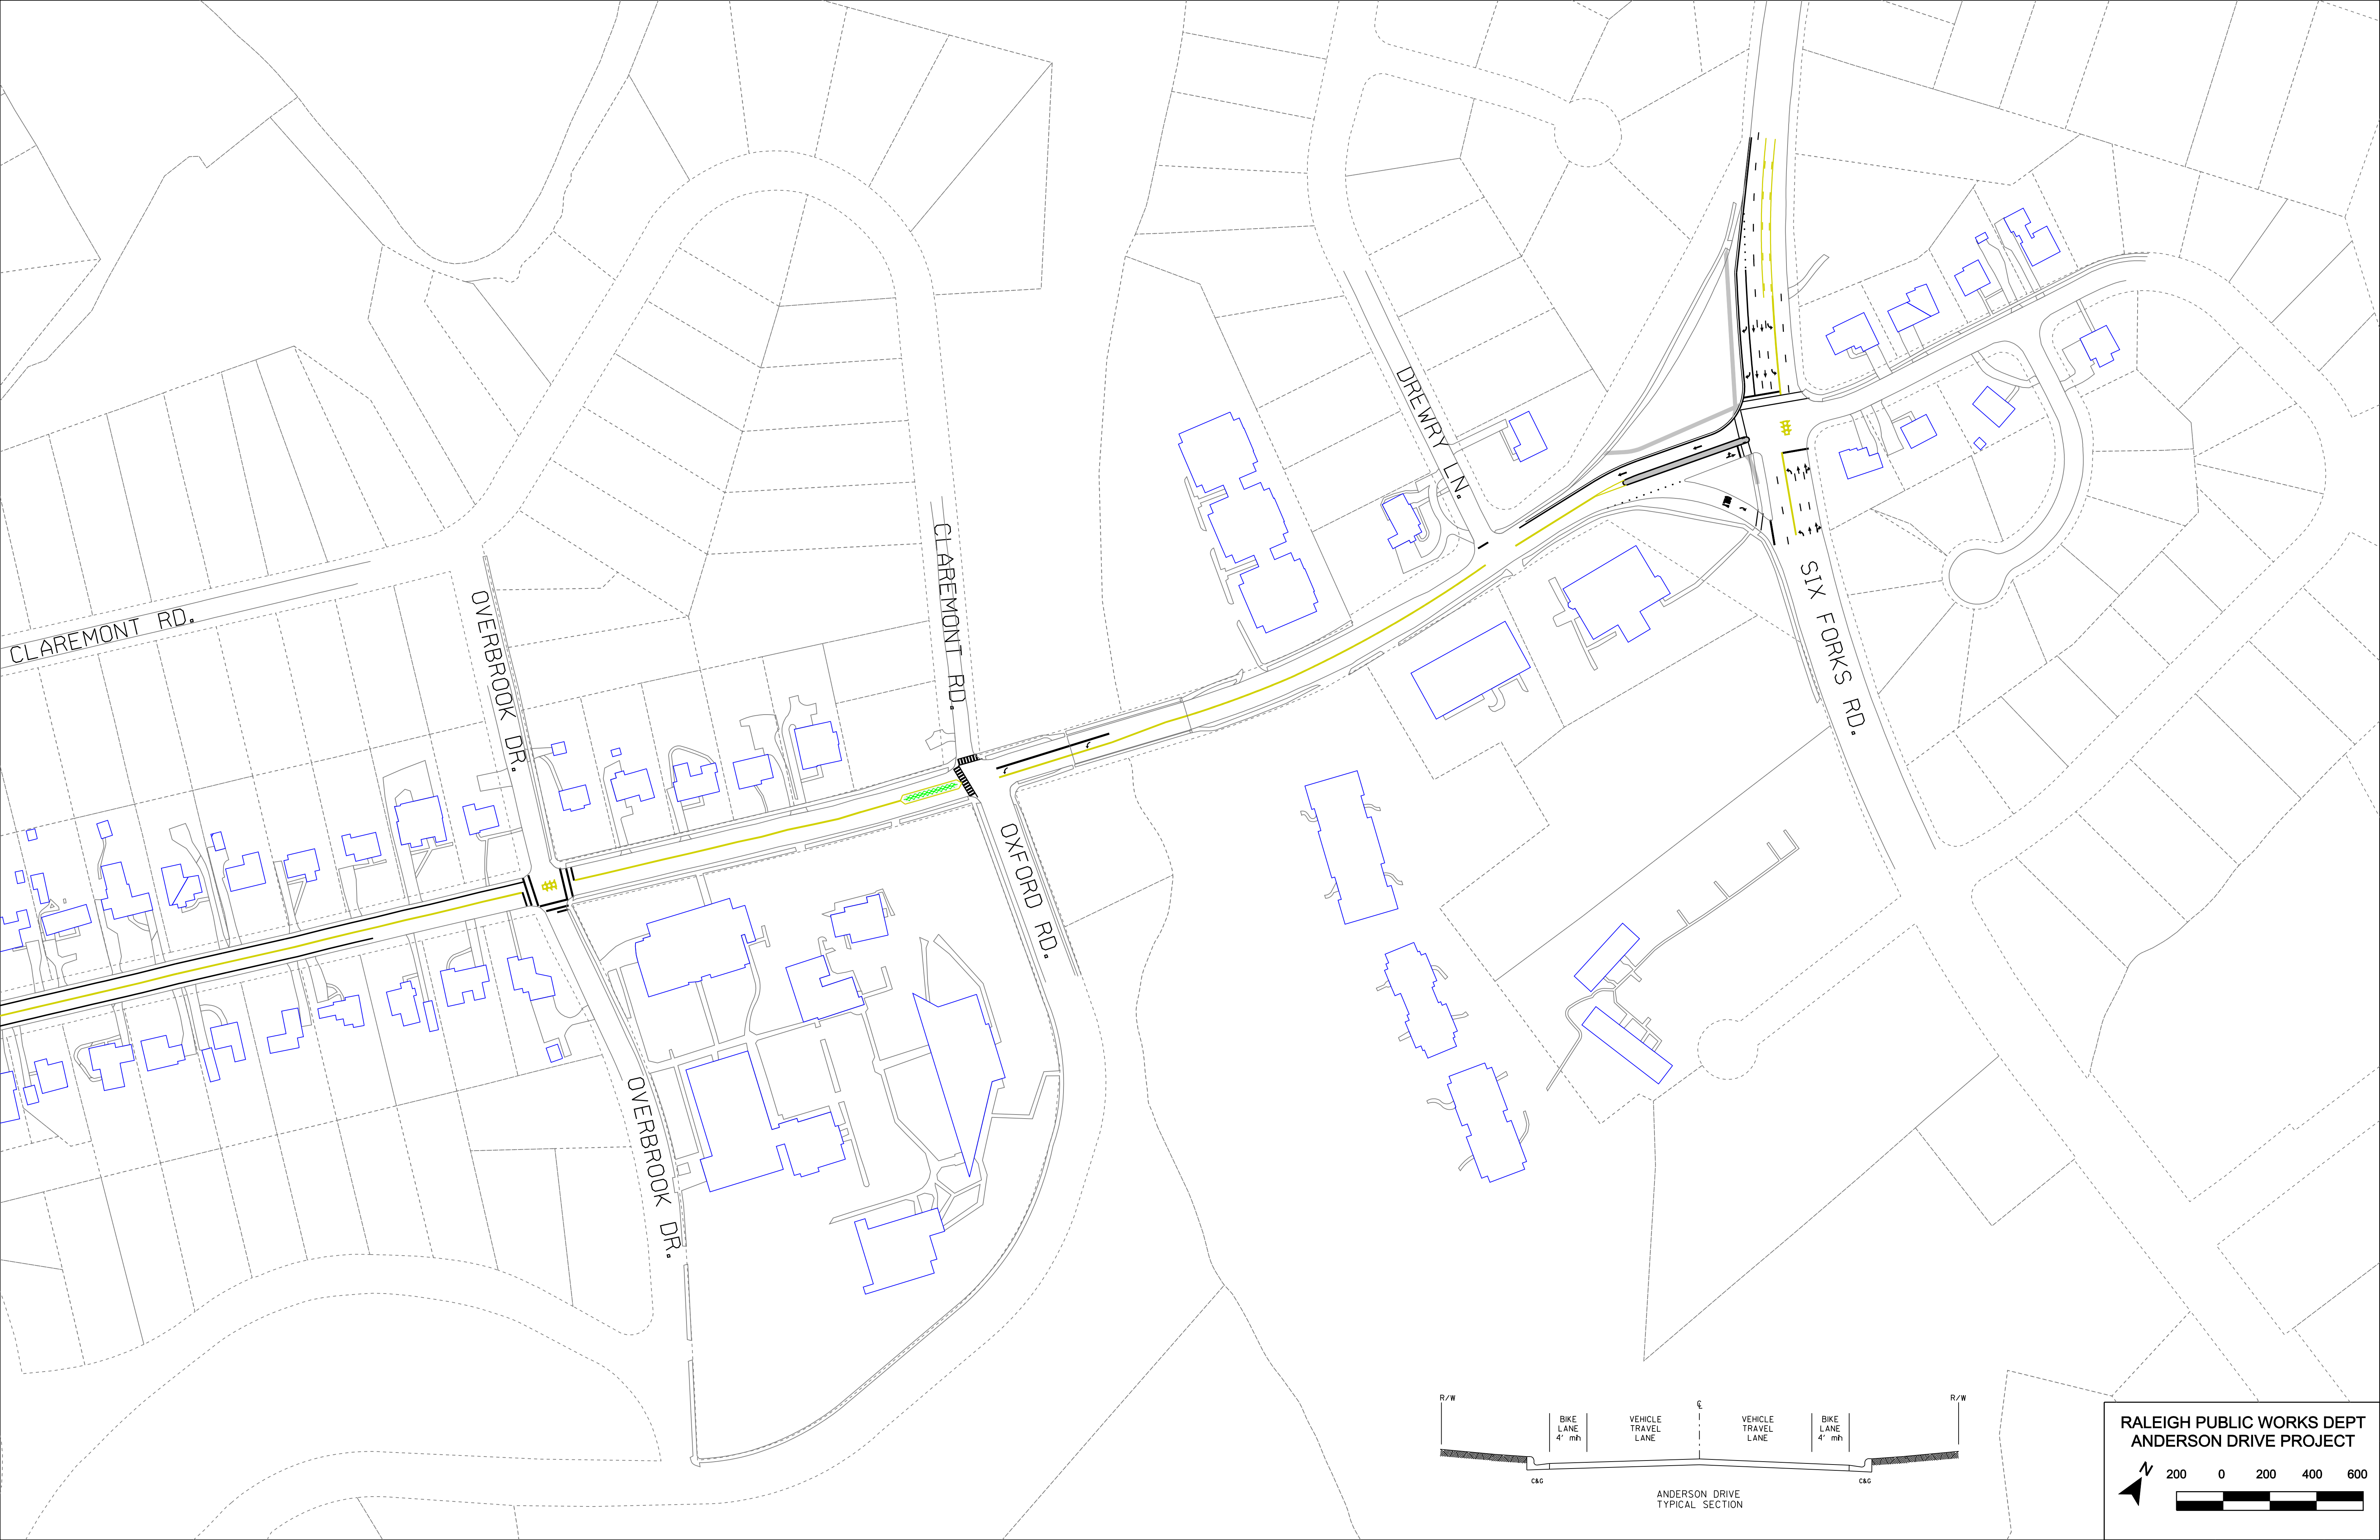 DREWRY LN.
CLAREMONT RD.
CLAREMONT RD.
OVERBROOK DR.
SIX FORKS RD.
OXFORD RD.
OVERBROOK DR.
R/W
R/W
BIKE
LANE
4' min
VEHICLE
TRAVEL
LANE
CL
VEHICLE
TRAVEL
LANE
BIKE
LANE
4' min
C&G
C&G
ANDERSON DRIVE
TYPICAL SECTION
RALEIGH PUBLIC WORKS DEPT
ANDERSON DRIVE PROJECT
N
200 0 200 400 600